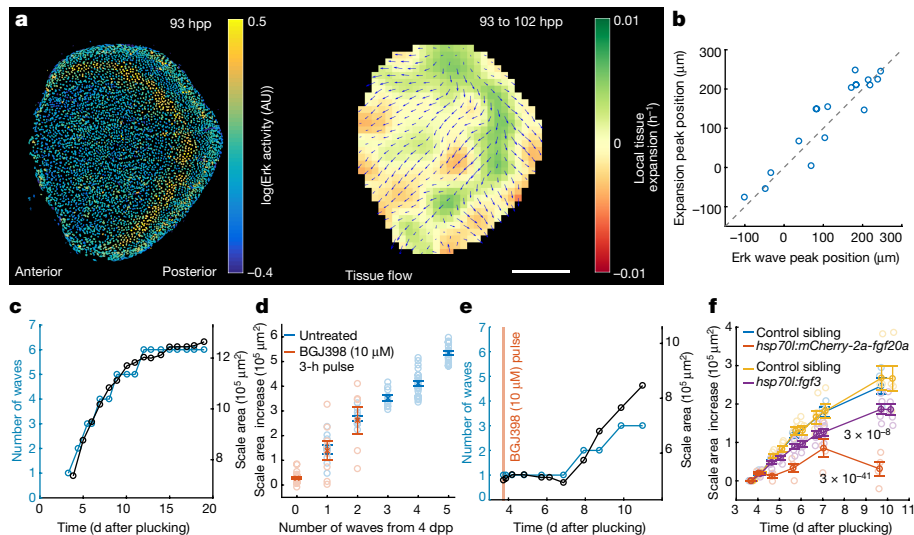 a
93 hpp
0.5
log(Erk activity (AU))
−0.4
Anterior
Posterior
93 to 102 hpp
0.01
0
−0.01
Local tissue
expansion (h⁻¹)
Tissue flow
b
Expansion peak position (μm)
300
200
100
0
−100
−100 0 100 200 300
Erk wave peak position (μm)
c
Number of waves
7
6
5
4
3
2
1
0
12
10
8
Scale area (10⁵ μm²)
0 5 10 15 20
Time (d after plucking)
d
Scale area increase (10⁵ μm²)
6
5
4
3
2
1
0
Untreated
BGJ398 (10 μM)
3-h pulse
0 1 2 3 4 5
Number of waves from 4 dpp
e
Number of waves
7
6
5
4
3
2
1
0
BGJ398 (10 μM) pulse
10
8
6
Scale area (10⁵ μm²)
4 6 8 10
Time (d after plucking)
f
Scale area increase (10⁵ μm²)
4
2
0
Control sibling
hsp70l:mCherry-2a-fgf20a
Control sibling
hsp70l:fgf3
3 × 10⁻⁸
3 × 10⁻⁴¹
3 4 5 6 7 8 9 10 11
Time (d after plucking)